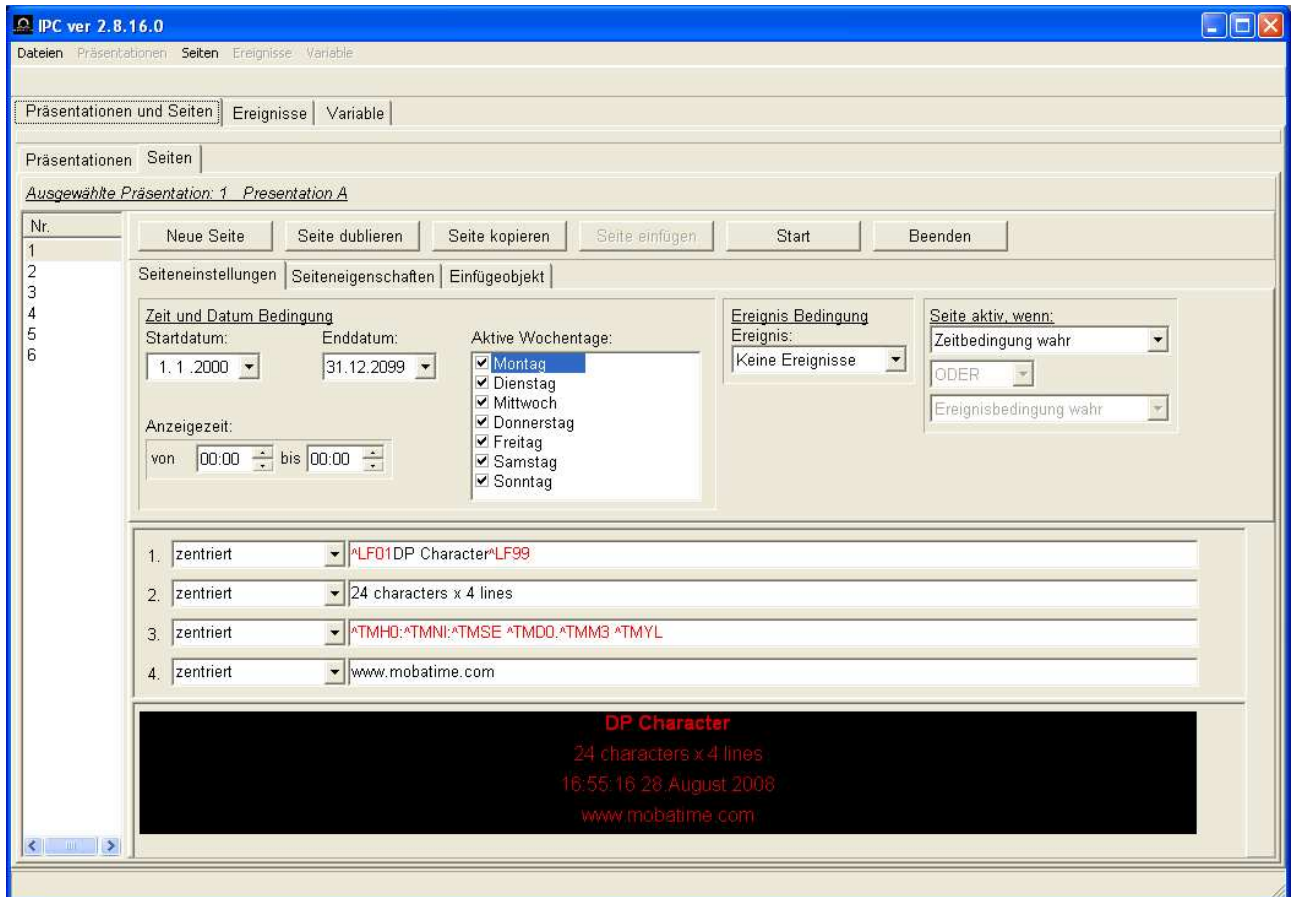 IPC ver 2.8.16.0
Dateien Präsentationen Seiten Ereignisse Variable
Präsentationen und Seiten Ereignisse Variable
Präsentationen Seiten
Ausgewählte Präsentation: 1 Presentation A
Nr.
1
2
3
4
5
6
Neue Seite Seite dublieren Seite kopieren Seite einfügen Start Beenden
Seiteneinstellungen Seiteneigenschaften Einfügeobjekt
Zeit und Datum Bedingung
Startdatum: Enddatum:
1. 1 .2000 31.12.2099
Anzeigezeit:
von 00:00 bis 00:00
Aktive Wochentage:
Montag
Dienstag
Mittwoch
Donnerstag
Freitag
Samstag
Sonntag
Ereignis Bedingung
Ereignis:
Keine Ereignisse
Seite aktiv, wenn:
Zeitbedingung wahr
ODER
Ereignisbedingung wahr
1. zentriert ^LF01DP Character^LF99
2. zentriert 24 characters x 4 lines
3. zentriert ^TMH0:^TMNI:^TMSE ^TMD0.^TMM3 ^TMYL
4. zentriert www.mobatime.com
DP Character
24 characters x 4 lines
16:55:16 28.August 2008
www.mobatime.com